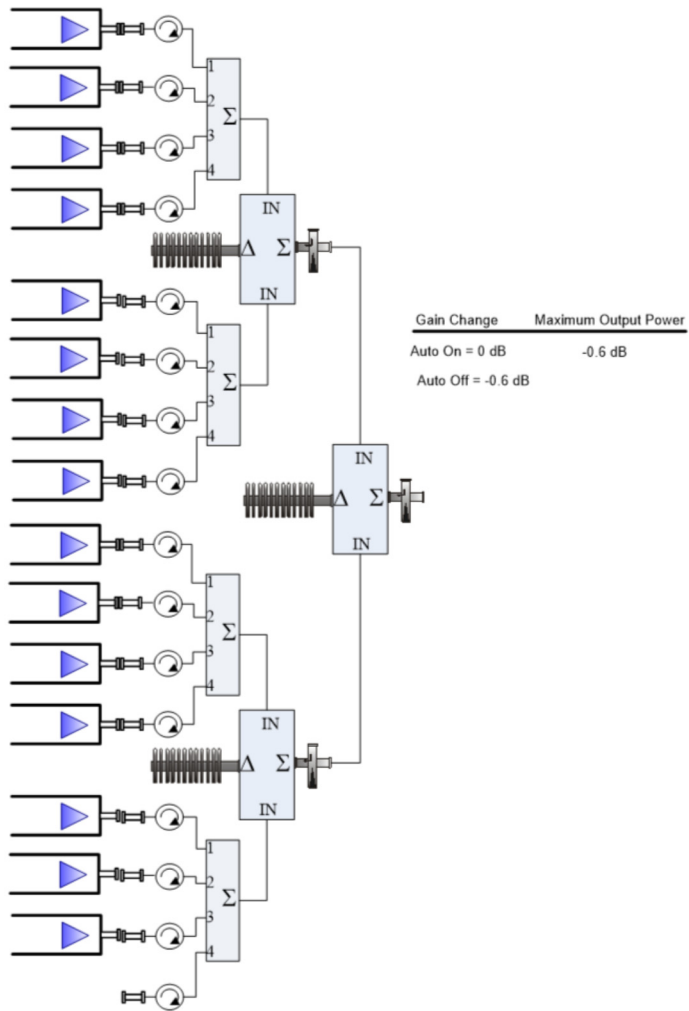 1
2
Σ
3
4
IN
Δ Σ
IN
1
2
Σ
3
4
Gain Change Maximum Output Power
Auto On = 0 dB -0.6 dB
Auto Off = -0.6 dB
IN
Δ Σ
IN
1
2
Σ
3
4
IN
Δ Σ
IN
1
2
Σ
3
4